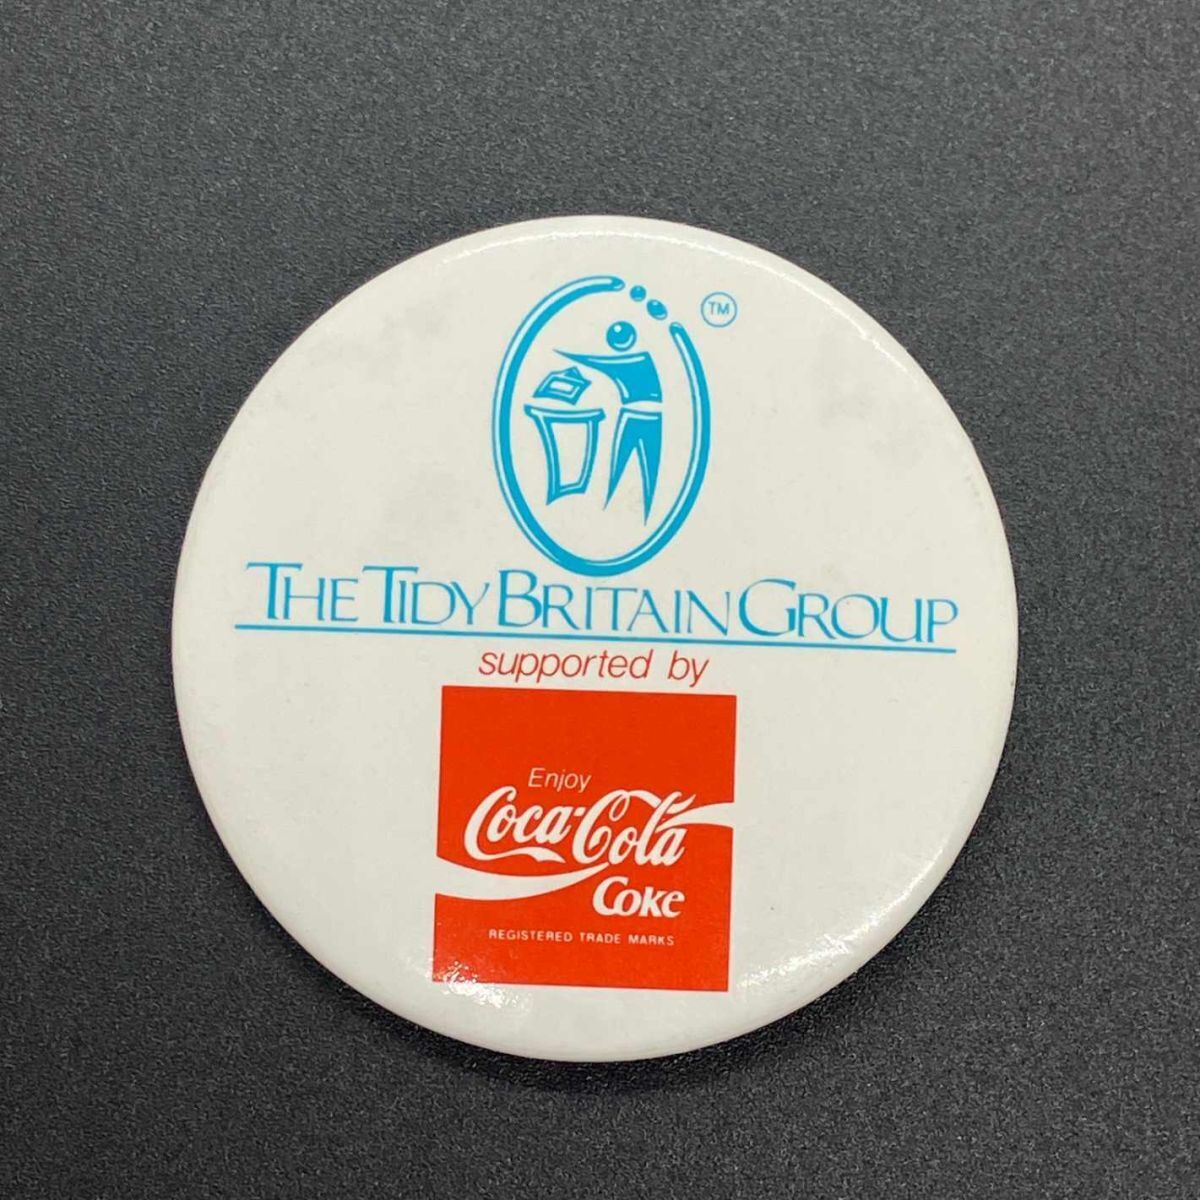 TM
THE TIDY BRITAIN GROUP
supported by
Enjoy
Coca-Cola
Coke
REGISTERED TRADE MARKS